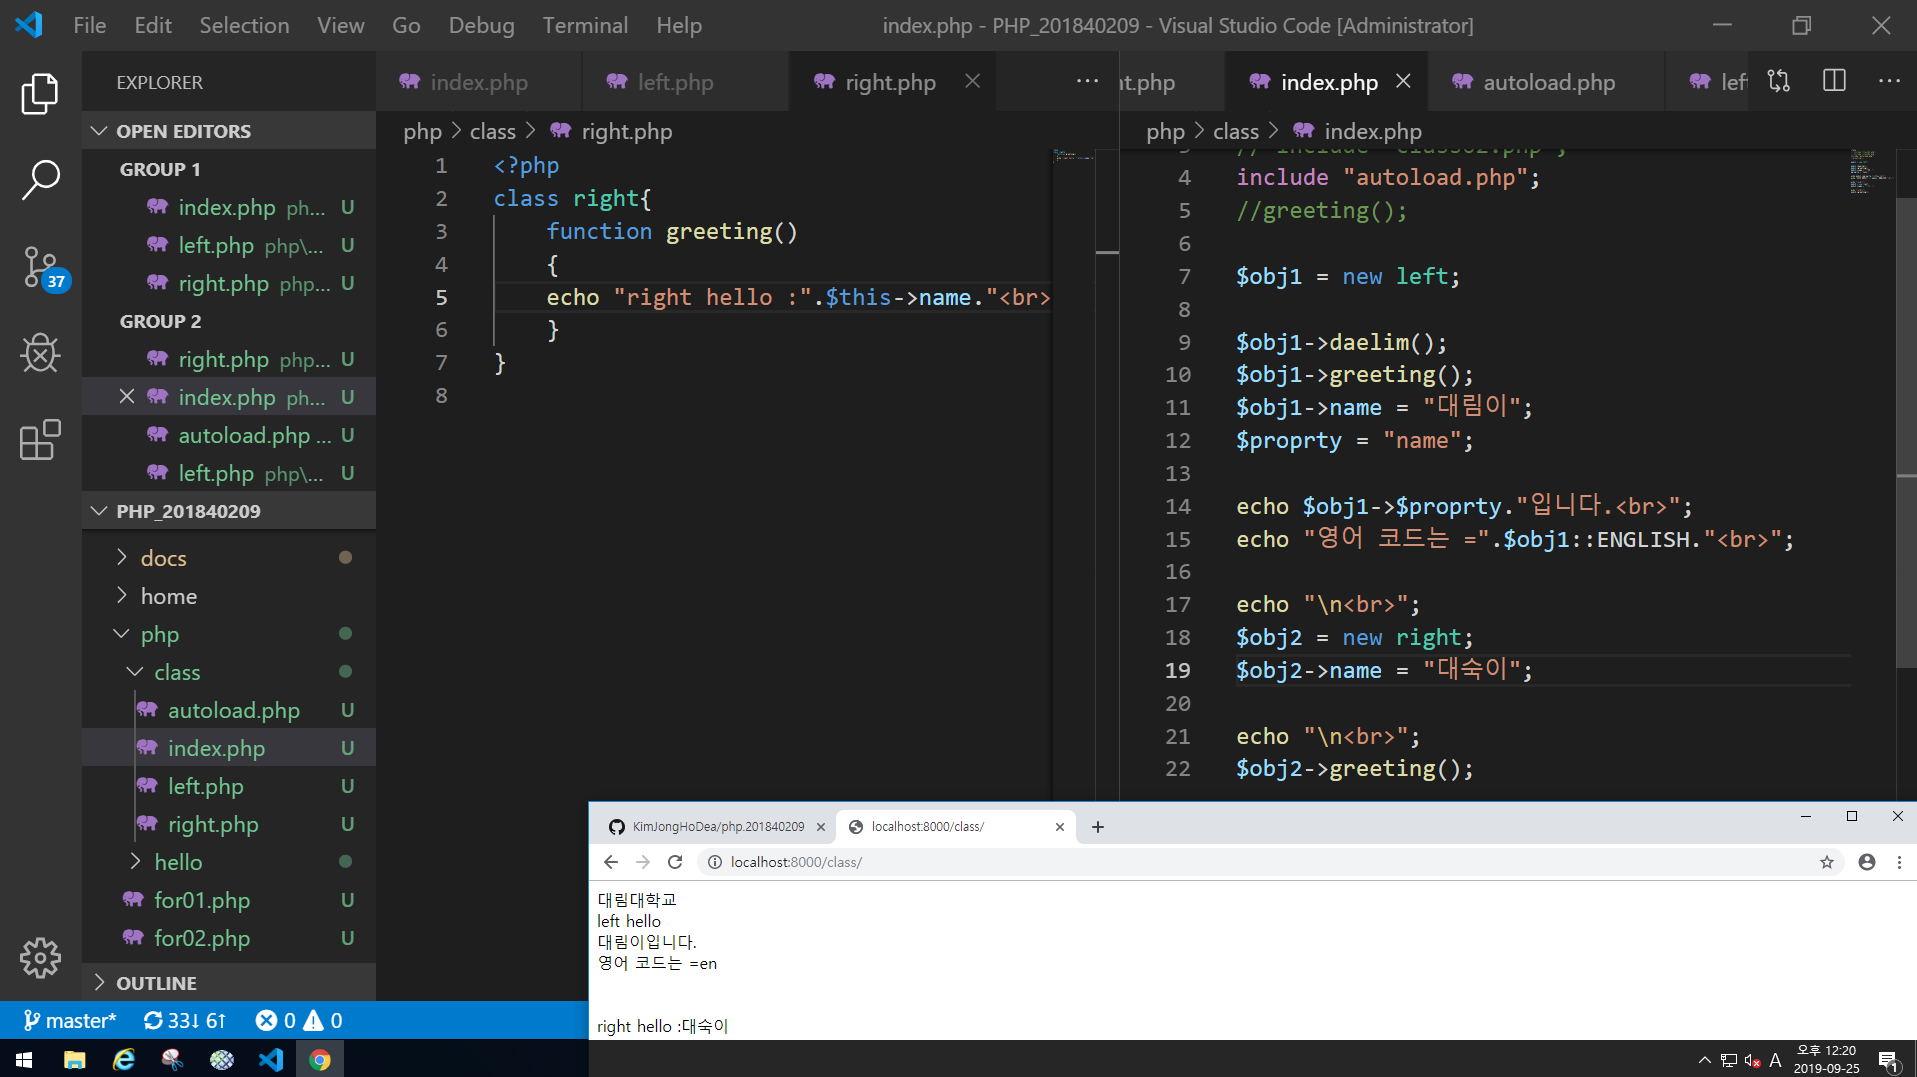 File Edit Selection View Go Debug Terminal Help
index.php - PHP_201840209 - Visual Studio Code [Administrator]
EXPLORER
OPEN EDITORS
GROUP 1
index.php ph... U
left.php php\... U
right.php php... U
GROUP 2
right.php php... U
index.php ph... U
autoload.php ... U
left.php php\... U
PHP_201840209
docs
home
php
class
autoload.php U
index.php U
left.php U
right.php U
hello
for01.php U
for02.php U
OUTLINE
37
index.php left.php right.php
php > class > right.php
1 <?php
2 class right{
3 function greeting()
4 {
5 echo "right hello :".$this->name."<br>
6 }
7 }
8
nt.php index.php autoload.php left
php > class > index.php
3 // include "class02.php";
4 include "autoload.php";
5 //greeting();
6
7 $obj1 = new left;
8
9 $obj1->daelim();
10 $obj1->greeting();
11 $obj1->name = "대림이";
12 $proprty = "name";
13
14 echo $obj1->$proprty."입니다.<br>";
15 echo "영어 코드는 =".$obj1::ENGLISH."<br>";
16
17 echo "\n<br>";
18 $obj2 = new right;
19 $obj2->name = "대숙이";
20
21 echo "\n<br>";
22 $obj2->greeting();
KimJongHoDea/php.201840209 localhost:8000/class/
localhost:8000/class/
대림대학교
left hello
대림이입니다.
영어 코드는 =en
right hello :대숙이
master* 33↓ 6↑ 0 0
A 오후 12:20
2019-09-25
1